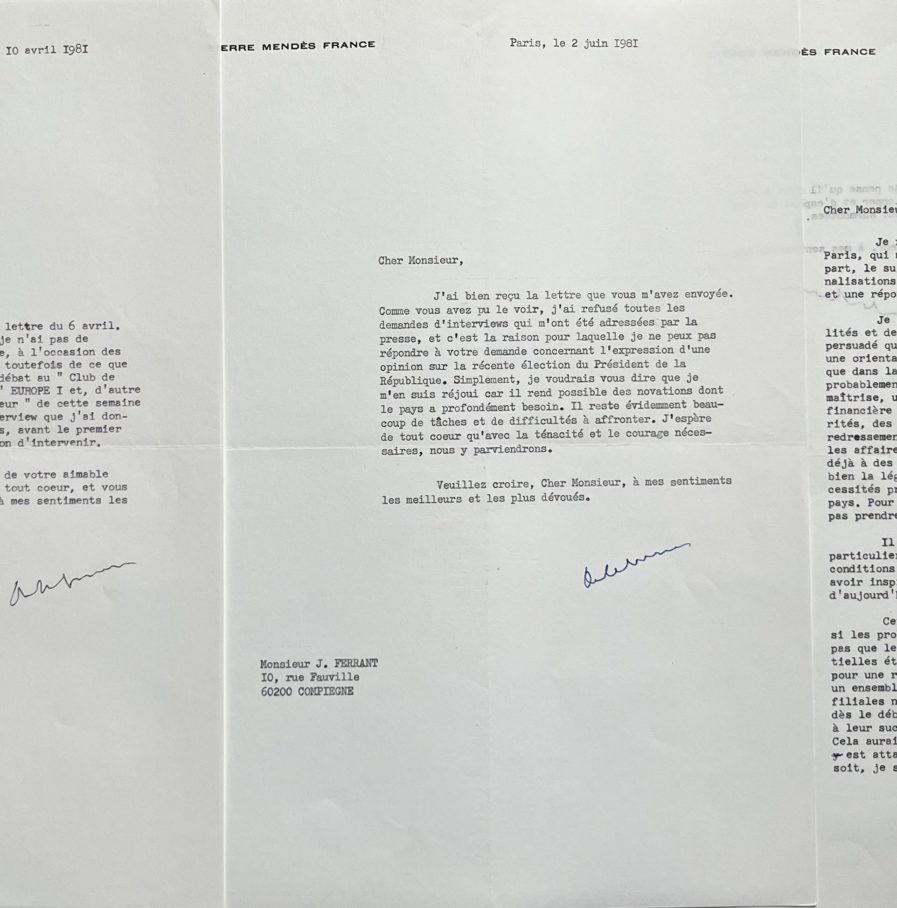 10 avril 1981
lettre du 6 avril.
je n'ai pas de
e, à l'occasion des
toutefois de ce que
débat au " Club de
" EUROPE I et, d'autre
eur " de cette semaine
erview que j'ai don-
s, avant le premier
on d'intervenir.
de votre aimable
tout coeur, et vous
à mes sentiments les
ERRE MENDÈS FRANCE
Paris, le 2 juin 1981
Cher Monsieur,
J'ai bien reçu la lettre que vous m'avez envoyée.
Comme vous avez pu le voir, j'ai refusé toutes les
demandes d'interviews qui m'ont été adressées par la
presse, et c'est la raison pour laquelle je ne peux pas
répondre à votre demande concernant l'expression d'une
opinion sur la récente élection du Président de la
République. Simplement, je voudrais vous dire que je
m'en suis réjoui car il rend possible des novations dont
le pays a profondément besoin. Il reste évidemment beau-
coup de tâches et de difficultés à affronter. J'espère
de tout coeur qu'avec la ténacité et le courage néces-
saires, nous y parviendrons.
Veuillez croire, Cher Monsieur, à mes sentiments
les meilleurs et les plus dévoués.
Monsieur J. FERRANT
10, rue Fauville
60200 COMPIEGNE
ÈS FRANCE
Cher Monsieu
Je
Paris, qui
part, le su
nalisations
et une répo
Je
lités et de
persuadé qu
une orienta
que dans la
probablemen
maîtrise, u
financière
rités, des
redressemen
les affaire
déjà à des
bien la lég
cessités pr
pays. Pour
pas prendre
Il
particulier
conditions
avoir insp
d'aujourd'
Ce
si les pro
pas que le
tielles ét
pour une r
un ensembl
filiales n
dès le déb
à leur suc
Cela aurai
est atta
soit, je s